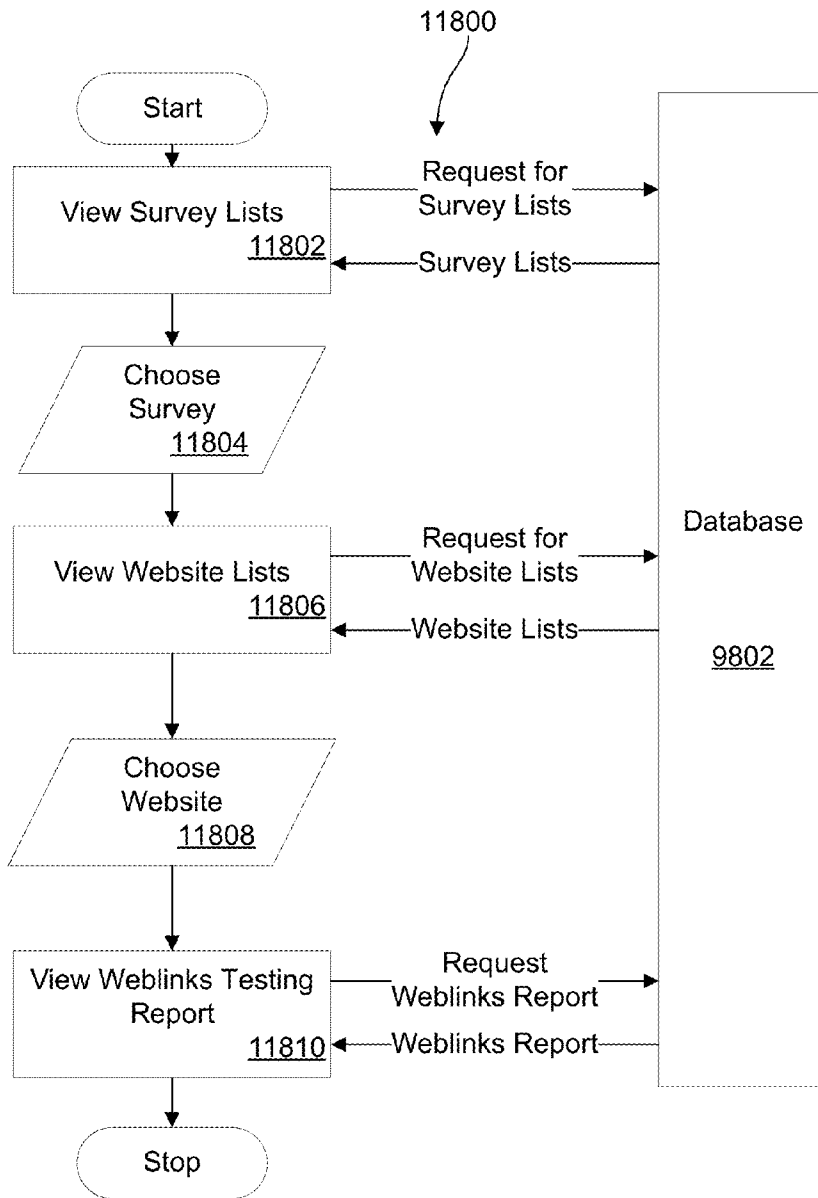 11800
Start
View Survey Lists
11802
Request for
Survey Lists
Survey Lists
Choose
Survey
11804
View Website Lists
11806
Request for
Website Lists
Website Lists
Database
9802
Choose
Website
11808
View Weblinks Testing
Report
11810
Request
Weblinks Report
Weblinks Report
Stop